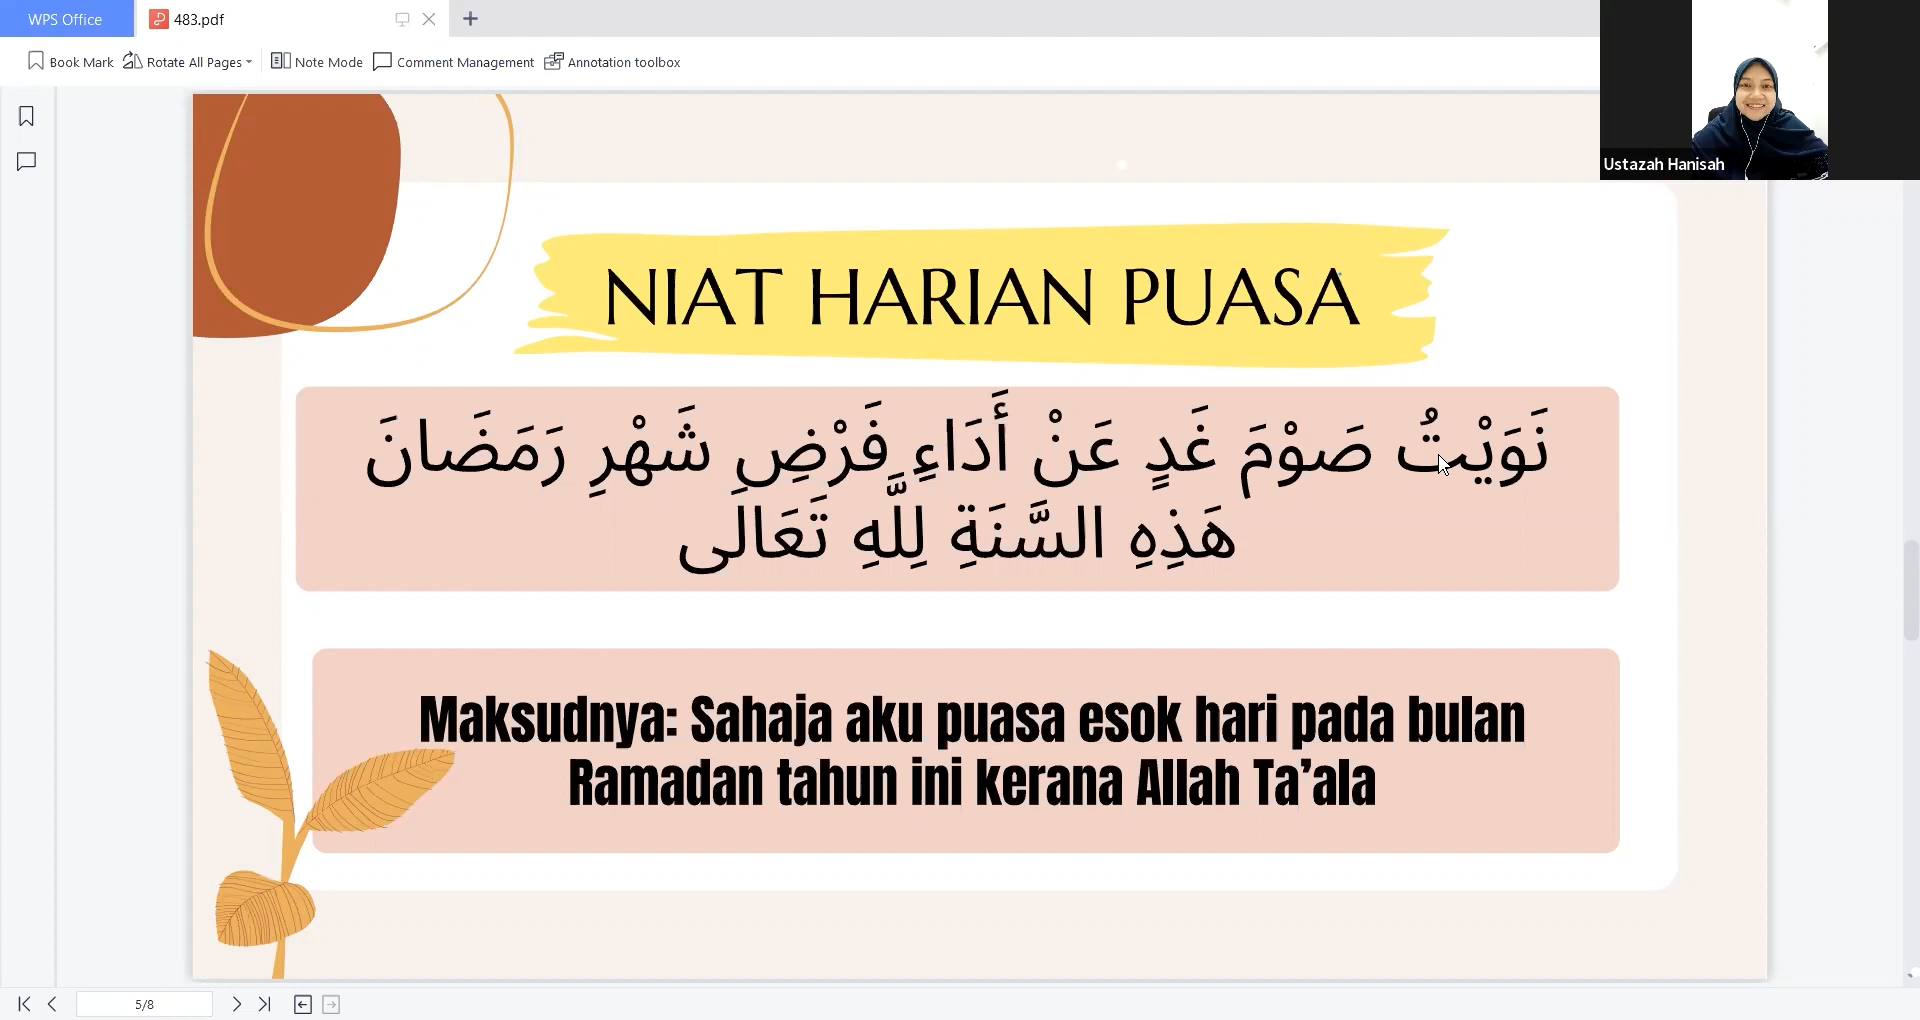 WPS Office
483.pdf
Book Mark
Rotate All Pages
Note Mode
Comment Management
Annotation toolbox
Ustazah Hanisah
NIAT HARIAN PUASA
نَوَيْتُ صَوْمَ غَدٍ عَنْ أَدَاءِ فَرْضِ شَهْرِ رَمَضَانَ
هَذِهِ السَّنَةِ لِلَّهِ تَعَالَى
Maksudnya: Sahaja aku puasa esok hari pada bulan
Ramadan tahun ini kerana Allah Ta’ala
5/8